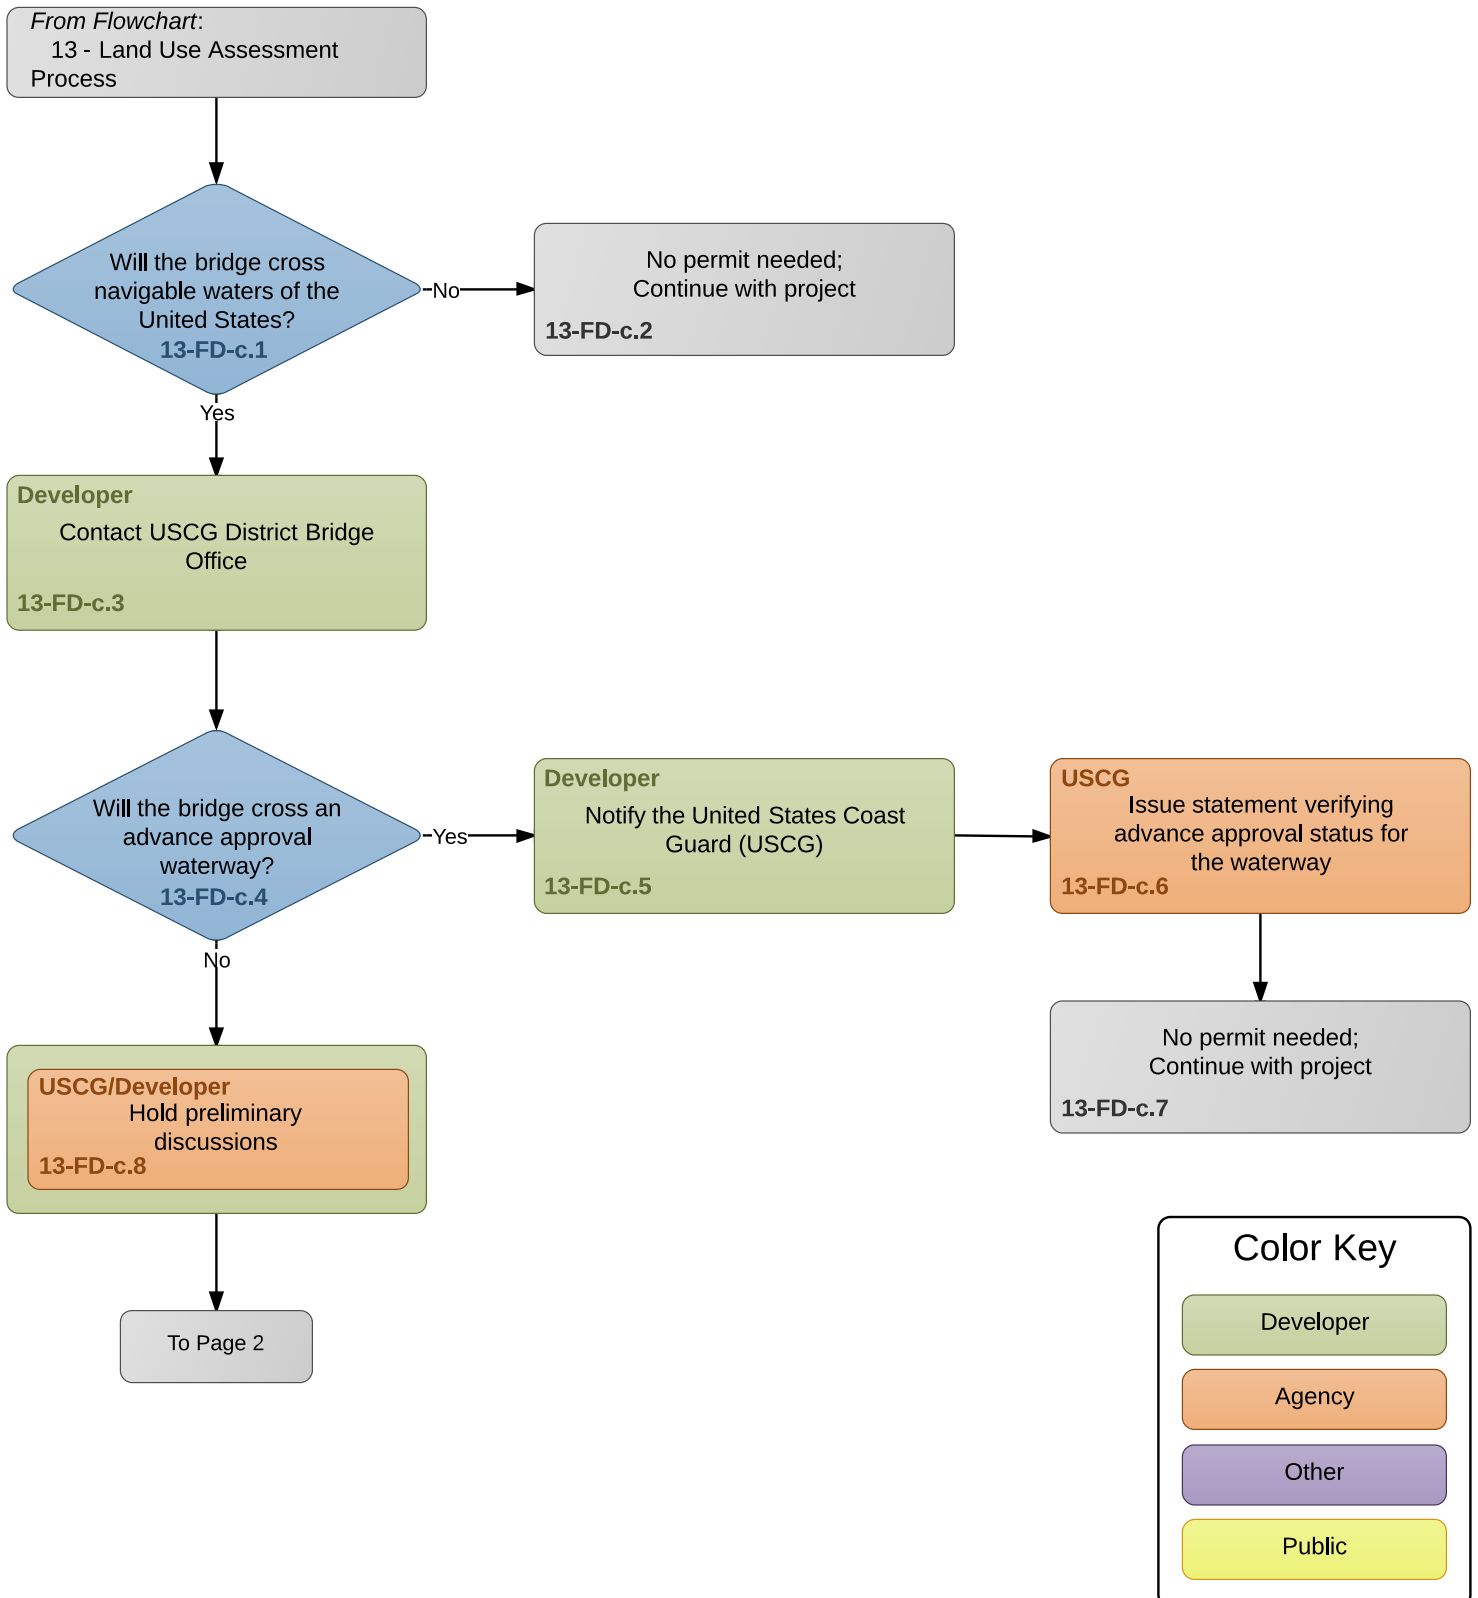 From Flowchart:
13 - Land Use Assessment
Process
Will the bridge cross
navigable waters of the
United States?
13-FD-c.1
No
No permit needed;
Continue with project
13-FD-c.2
Yes
Developer
Contact USCG District Bridge
Office
13-FD-c.3
Will the bridge cross an
advance approval
waterway?
13-FD-c.4
Yes
Developer
Notify the United States Coast
Guard (USCG)
13-FD-c.5
USCG
Issue statement verifying
advance approval status for
the waterway
13-FD-c.6
No permit needed;
Continue with project
13-FD-c.7
No
USCG/Developer
Hold preliminary
discussions
13-FD-c.8
To Page 2
Color Key
Developer
Agency
Other
Public